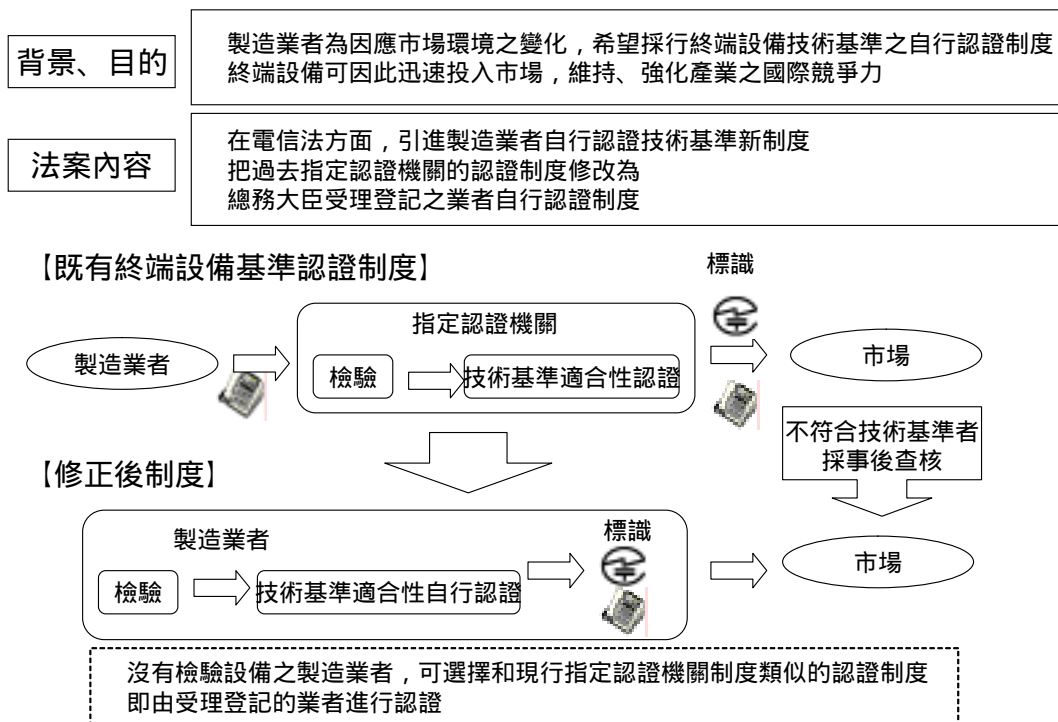 背景、目的
製造業者為因應市場環境之變化，希望採行終端設備技術基準之自行認證制度
終端設備可因此迅速投入市場，維持、強化產業之國際競爭力
法案內容
在電信法方面，引進製造業者自行認證技術基準新制度
把過去指定認證機關的認證制度修改為
總務大臣受理登記之業者自行認證制度
【既有終端設備基準認證制度】
標識
指定認證機關
製造業者
檢驗
技術基準適合性認證
市場
不符合技術基準者
採事後查核
【修正後制度】
製造業者
標識
檢驗
技術基準適合性自行認證
市場
沒有檢驗設備之製造業者，可選擇和現行指定認證機關制度類似的認證制度
即由受理登記的業者進行認證